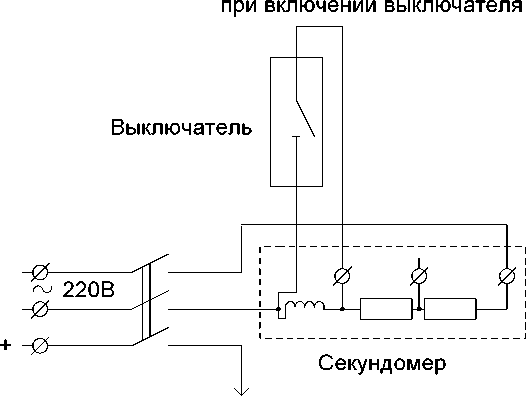 при включении выключателя
Выключатель
~ 220В
+
Секундомер